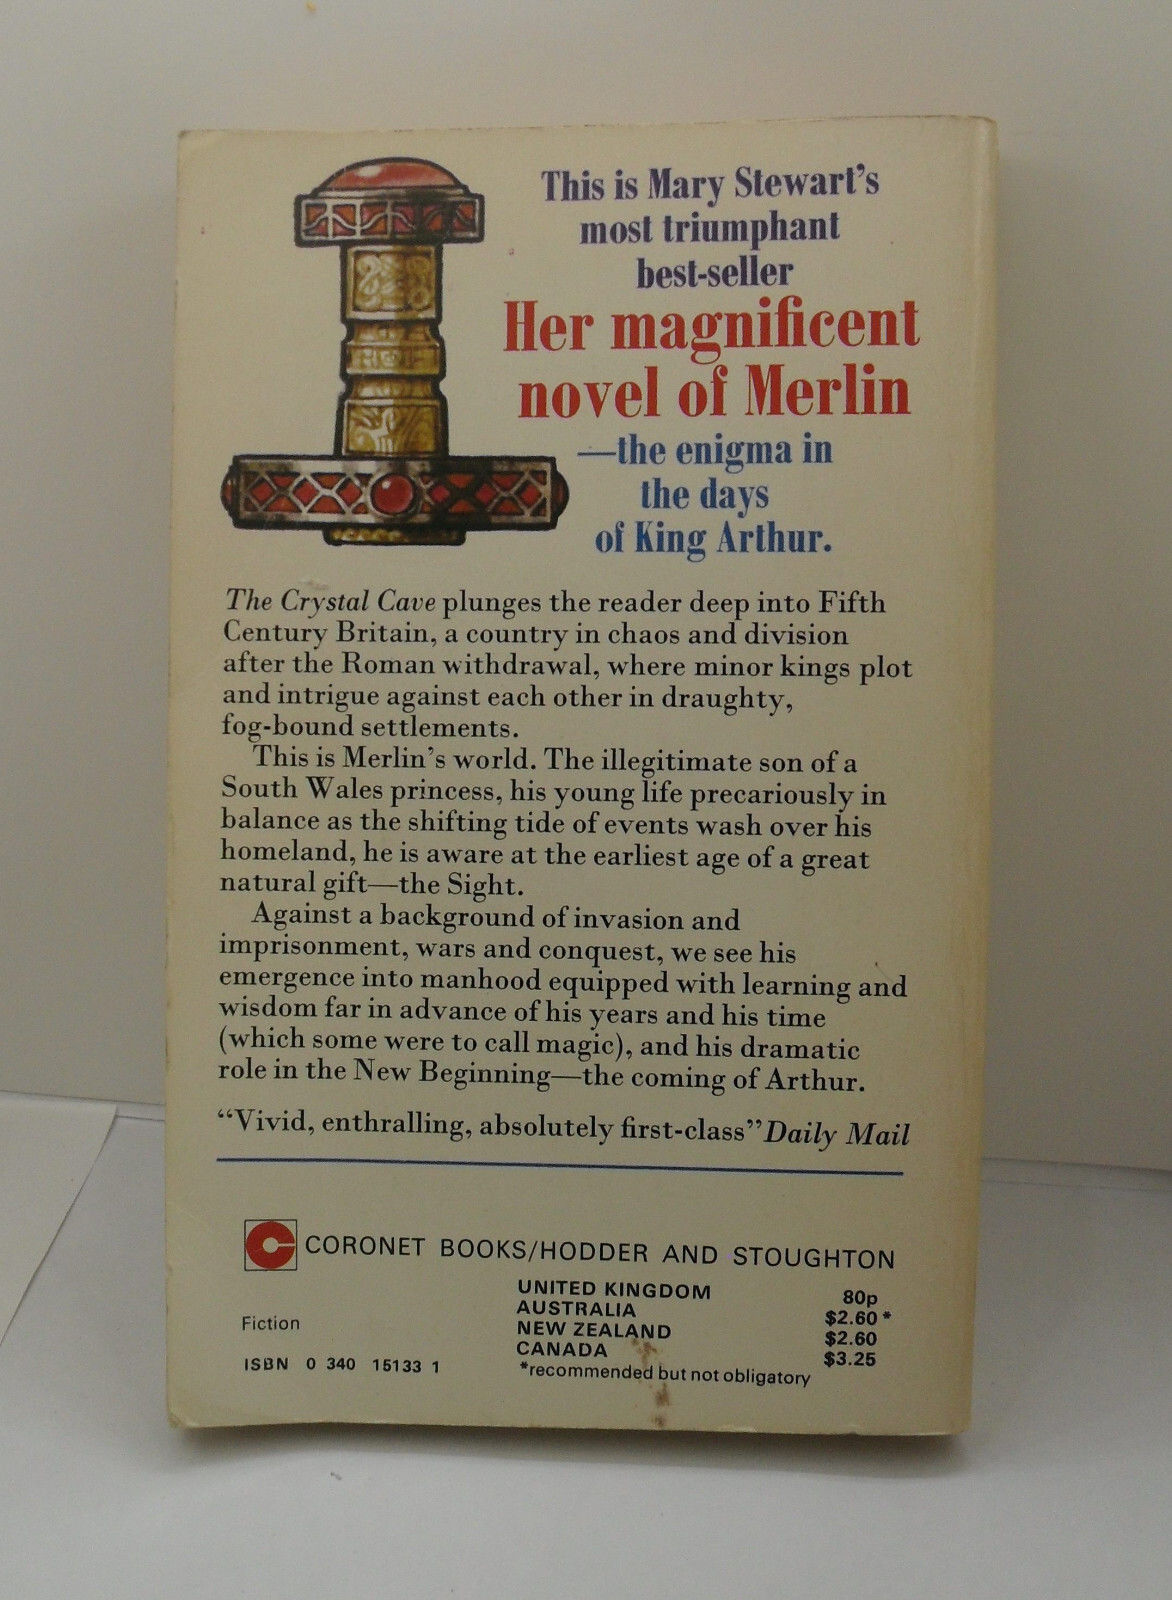 This is Mary Stewart's
most triumphant
best-seller
Her magnificent
novel of Merlin
—the enigma in
the days
of King Arthur.
The Crystal Cave plunges the reader deep into Fifth
Century Britain, a country in chaos and division
after the Roman withdrawal, where minor kings plot
and intrigue against each other in draughty,
fog-bound settlements.
This is Merlin's world. The illegitimate son of a
South Wales princess, his young life precariously in
balance as the shifting tide of events wash over his
homeland, he is aware at the earliest age of a great
natural gift—the Sight.
Against a background of invasion and
imprisonment, wars and conquest, we see his
emergence into manhood equipped with learning and
wisdom far in advance of his years and his time
(which some were to call magic), and his dramatic
role in the New Beginning—the coming of Arthur.
“Vivid, enthralling, absolutely first-class” Daily Mail
CORONET BOOKS/HODDER AND STOUGHTON
UNITED KINGDOM 80p
AUSTRALIA $2.60*
NEW ZEALAND $2.60
CANADA $3.25
*recommended but not obligatory
Fiction
ISBN 0 340 15133 1